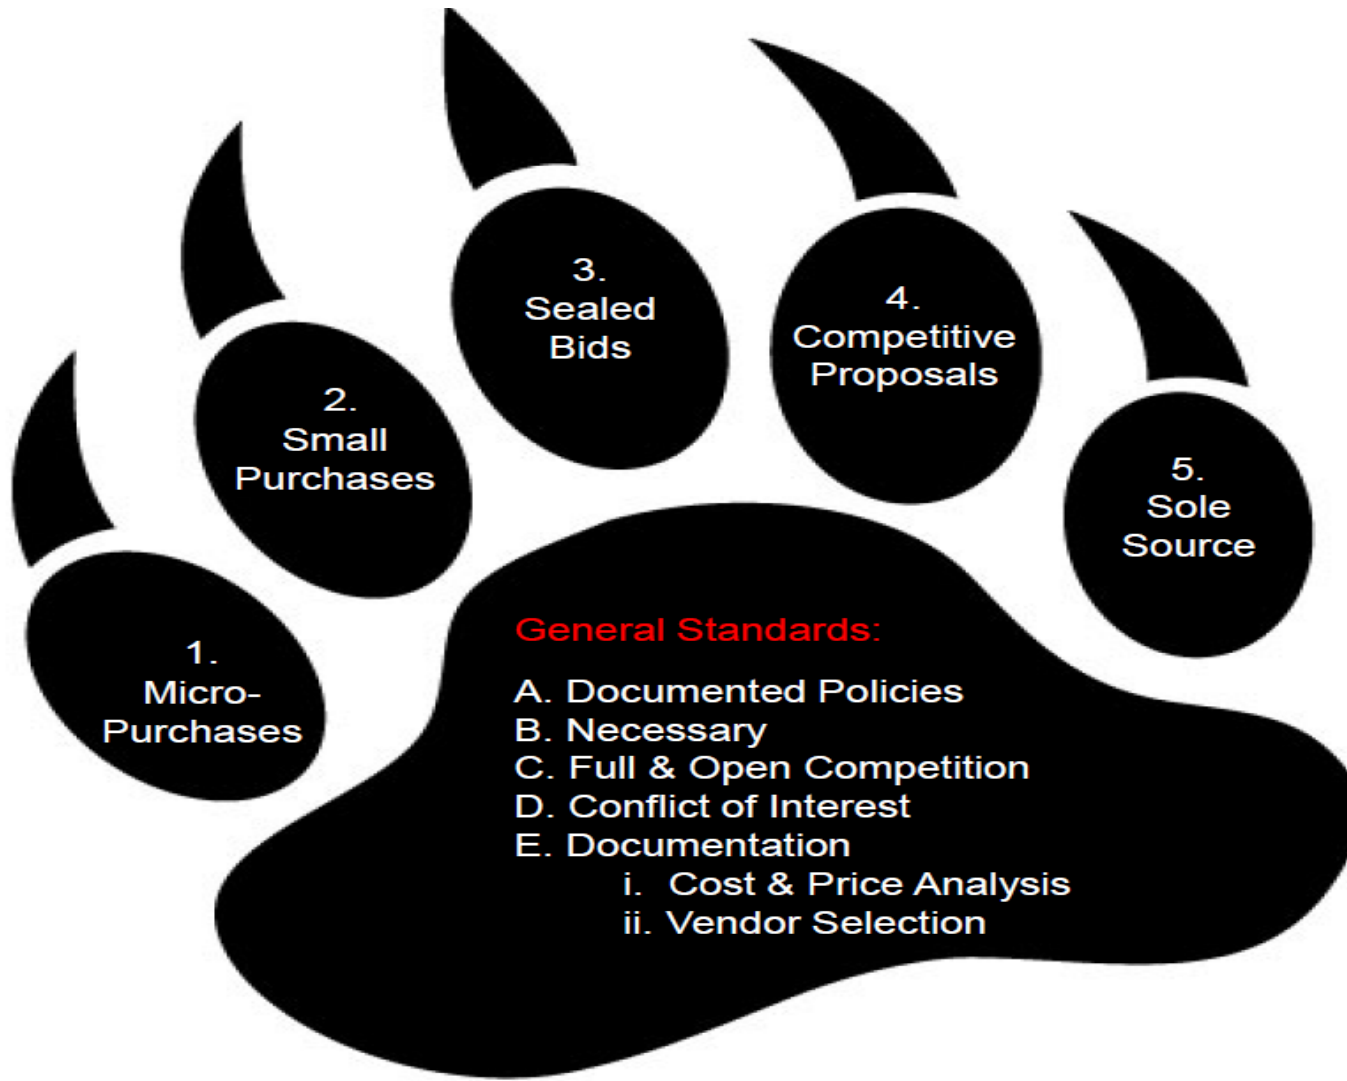 1.
Micro-
Purchases
2.
Small
Purchases
3.
Sealed
Bids
4.
Competitive
Proposals
5.
Sole
Source
General Standards:
A. Documented Policies
B. Necessary
C. Full & Open Competition
D. Conflict of Interest
E. Documentation
i. Cost & Price Analysis
ii. Vendor Selection